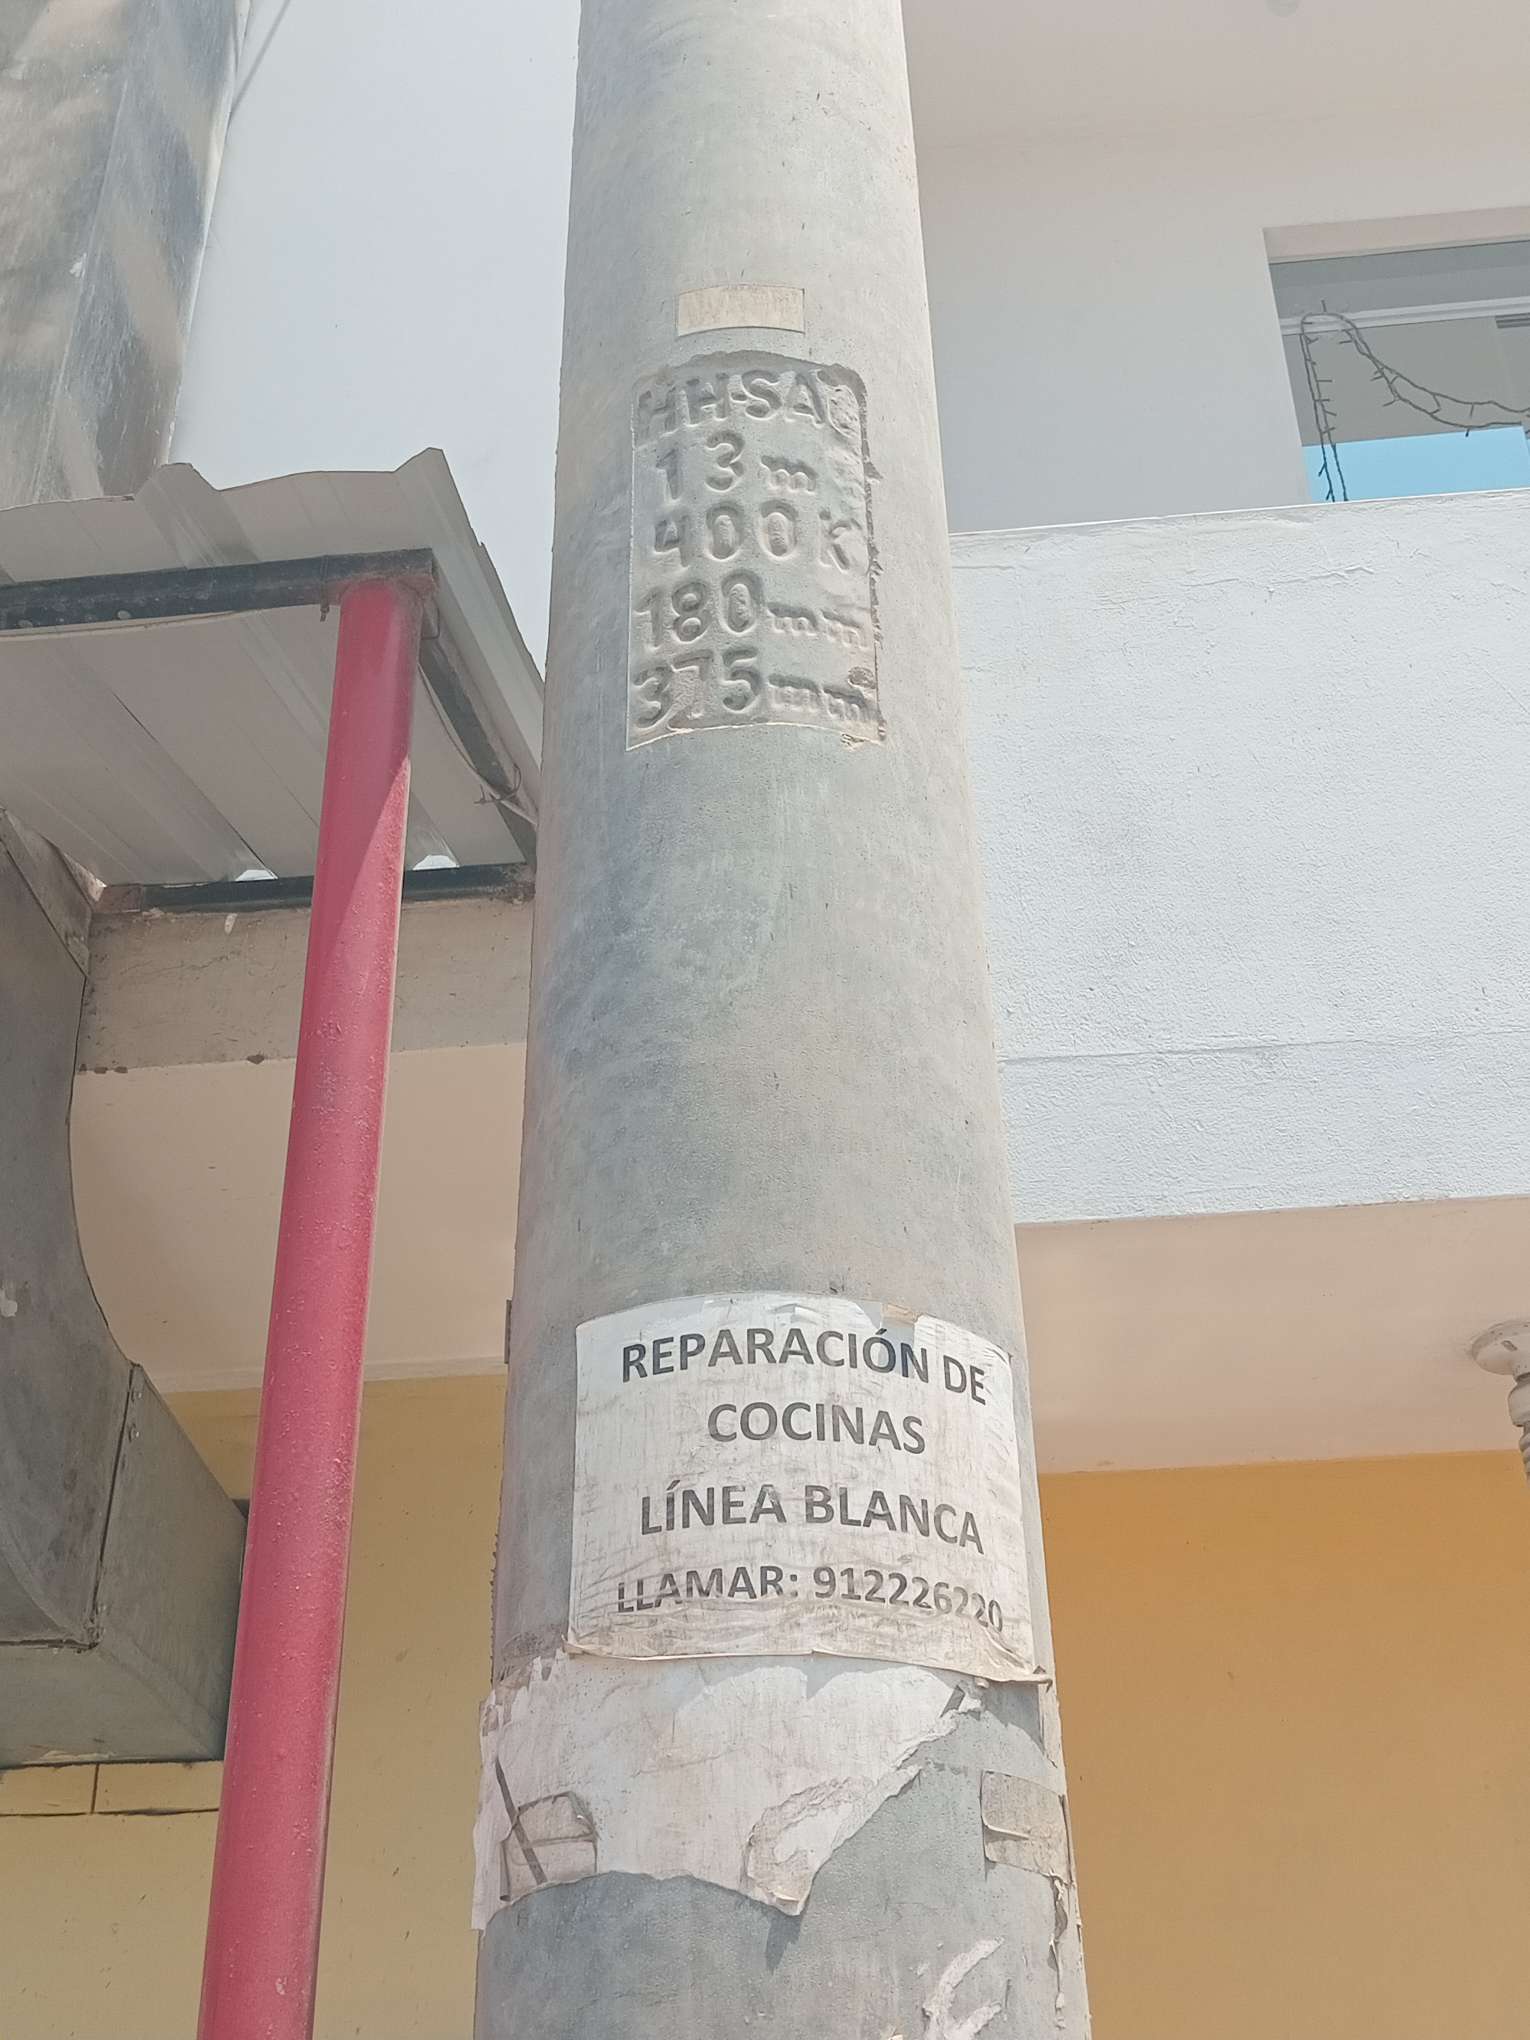 HHSAC
13m
400K
180mm
375mm
REPARACIÓN DE
COCINAS
LÍNEA BLANCA
LLAMAR: 912226220